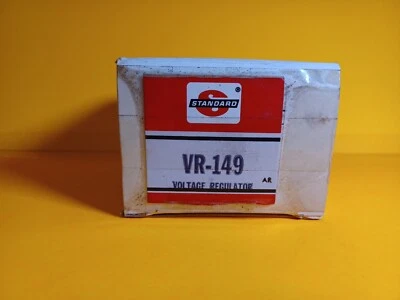 S ®
STANDARD
VR-149
AR
VOLTAGE REGULATOR